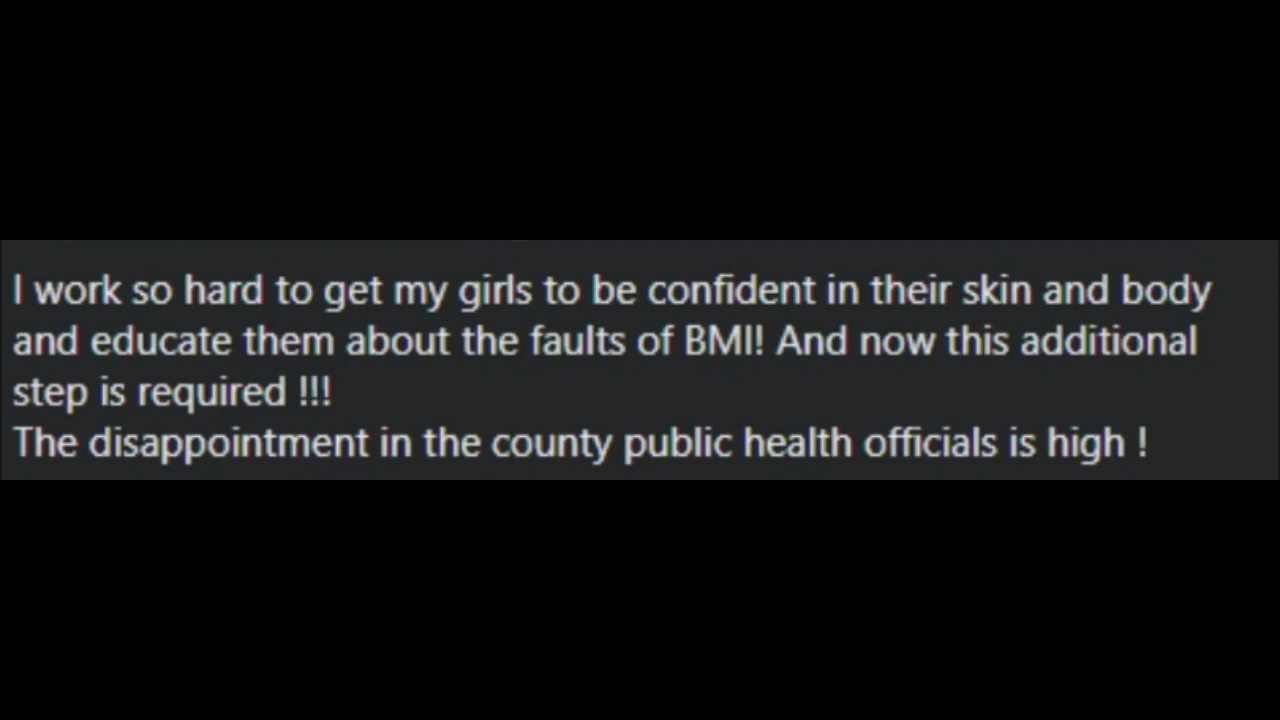 I work so hard to get my girls to be confident in their skin and body
and educate them about the faults of BMI! And now this additional
step is required !!!
The disappointment in the county public health officials is high !